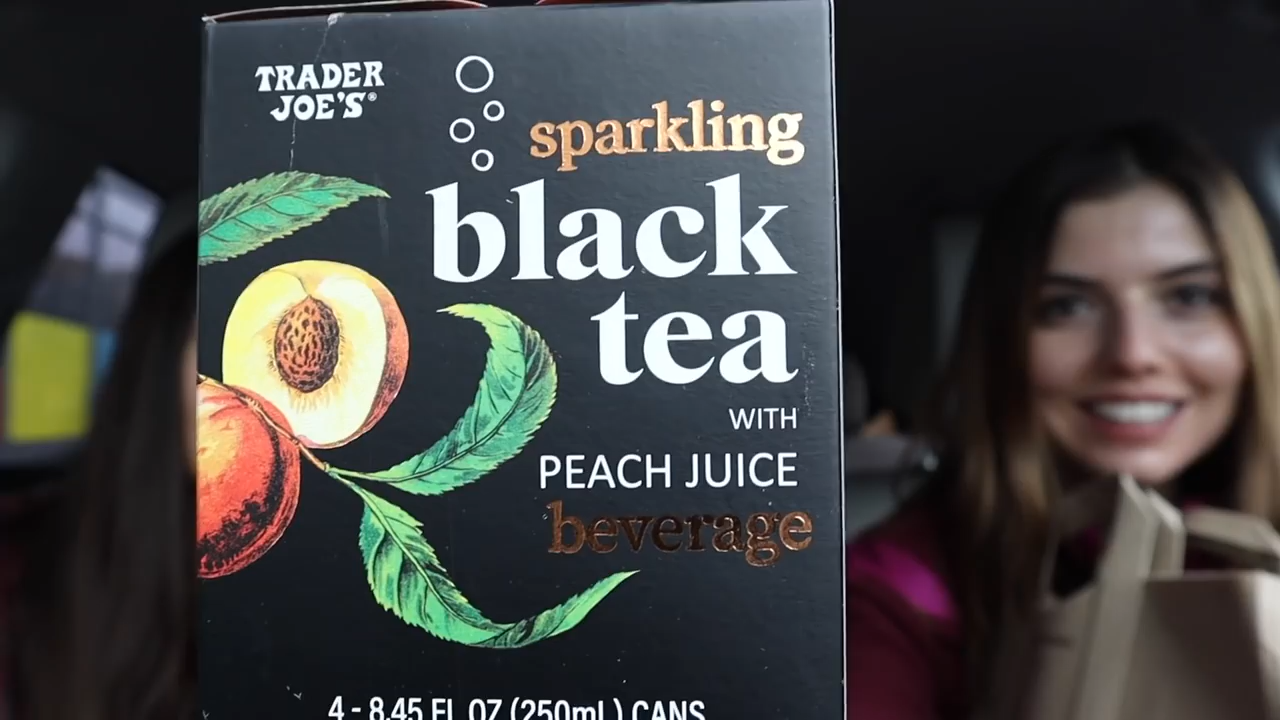 TRADER
JOE'S®
sparkling
black
tea
WITH
PEACH JUICE
beverage
4 - 8.45 FL OZ (250mL) CANS